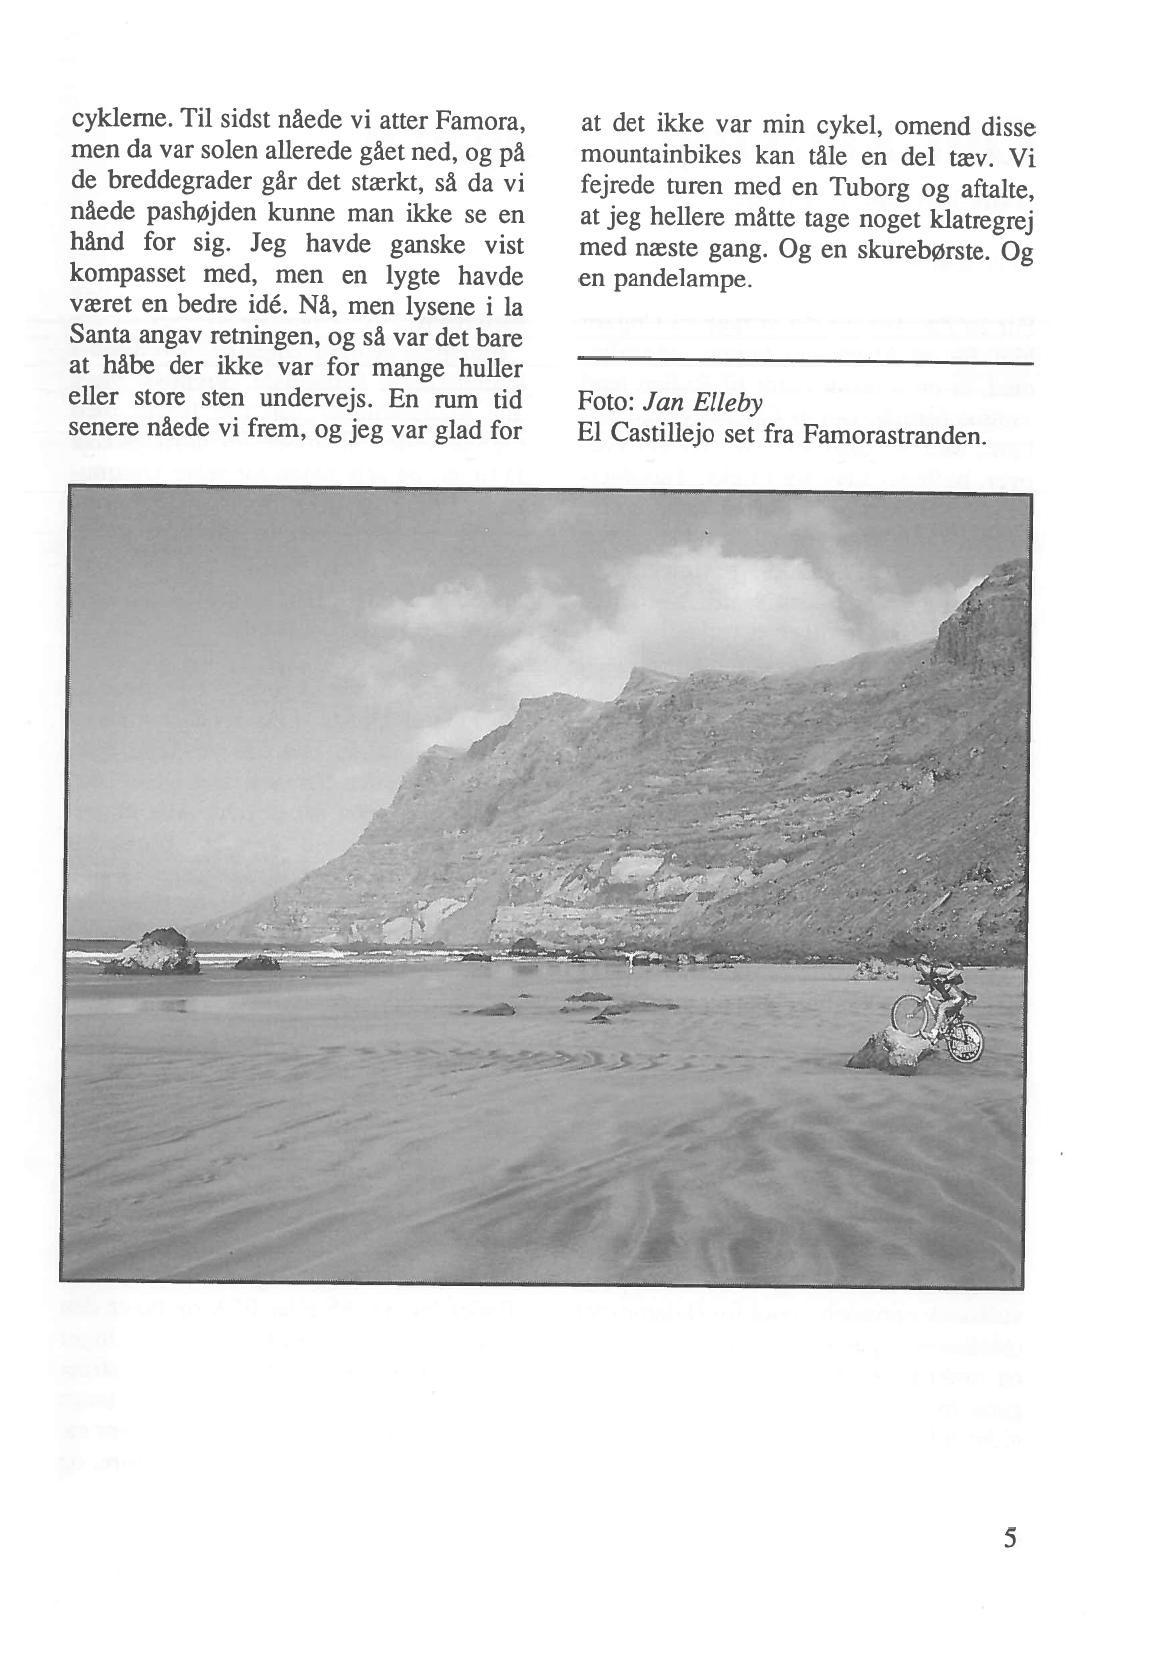 cyklerne. Til sidst nåede vi atter Famora,
men da var solen allerede gået ned, og på
de breddegrader går det stærkt, så da vi
nåede pashøjden kunne man ikke se en
hånd for sig. Jeg havde ganske vist
kompasset med, men en lygte havde
været en bedre idé. Nå, men lysene i la
Santa angav retningen, og så var det bare
at håbe der ikke var for mange huller
eller store sten undervejs. En rum tid
senere nåede vi frem, og jeg var glad for
at det ikke var min cykel, omend disse
mountainbikes kan tåle en del tæv. Vi
fejrede turen med en Tuborg og aftalte,
at jeg hellere måtte tage noget klatregrej
med næste gang. Og en skurebørste. Og
en pandelampe.
Foto: Jan Elleby
El Castillejo set fra Famorastranden.
5